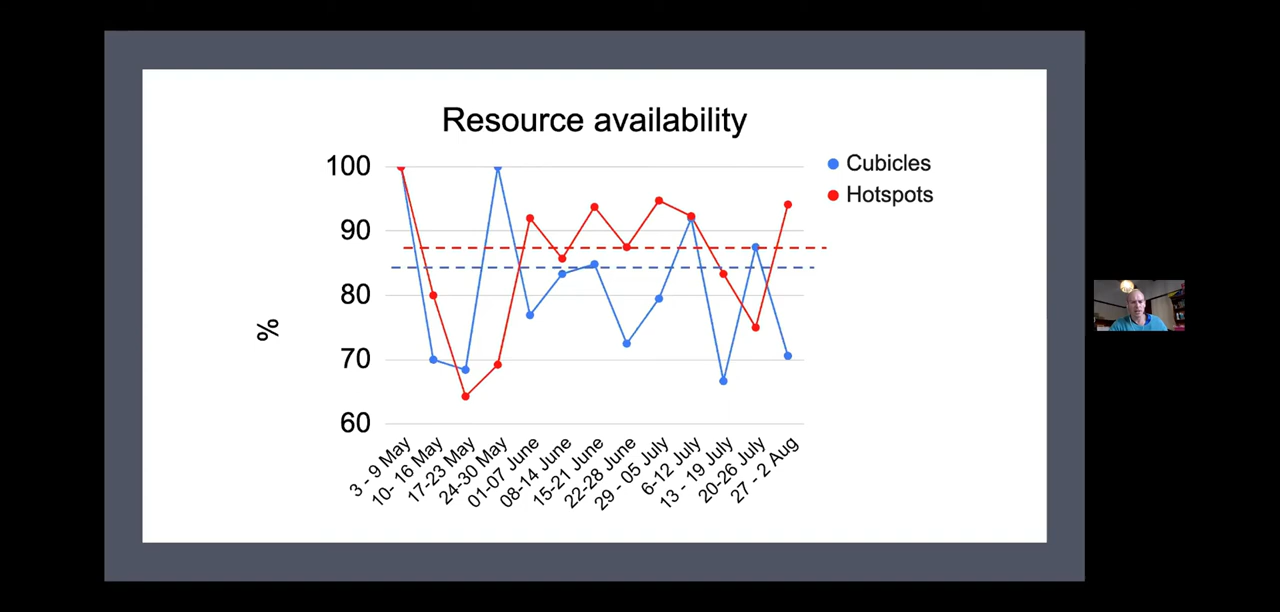 Resource availability
Cubicles
Hotspots
100
90
80
70
60
%
3 - 9 May
10- 16 May
17-23 May
24-30 May
01-07 June
08-14 June
15-21 June
22-28 June
29 - 05 July
6-12 July
13 - 19 July
20-26 July
27 - 2 Aug